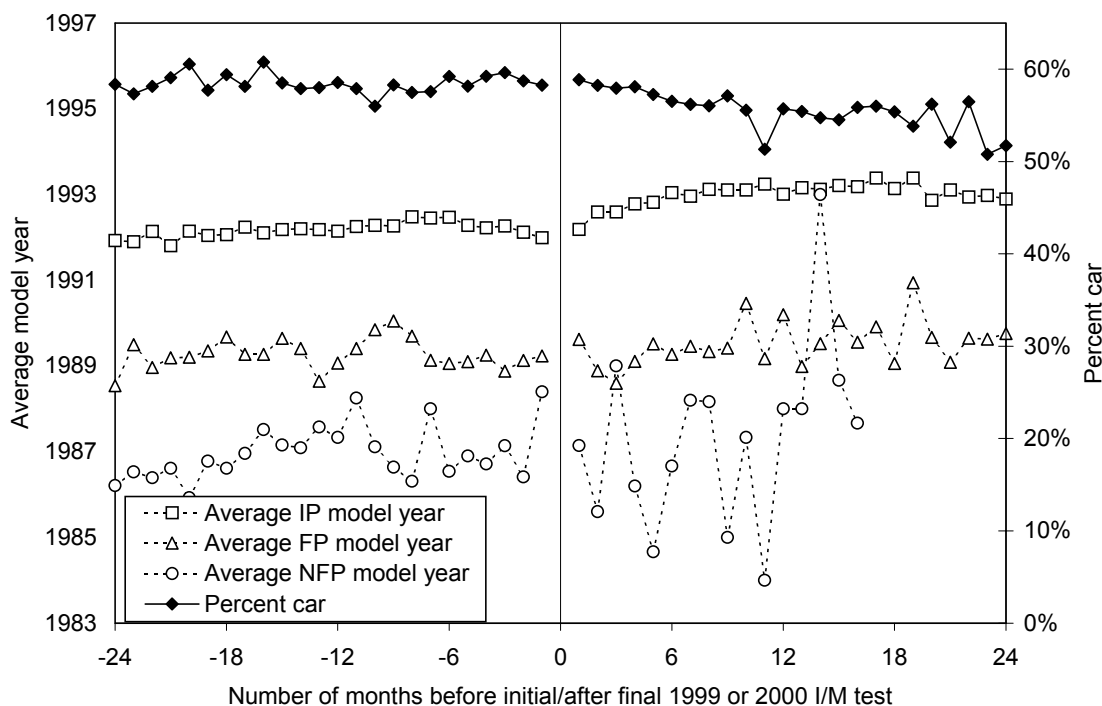 1997
1995
1993
1991
1989
1987
1985
1983
Average model year
60%
50%
40%
30%
20%
10%
0%
Percent car
Average IP model year
Average FP model year
Average NFP model year
Percent car
-24 -18 -12 -6 0 6 12 18 24
Number of months before initial/after final 1999 or 2000 I/M test